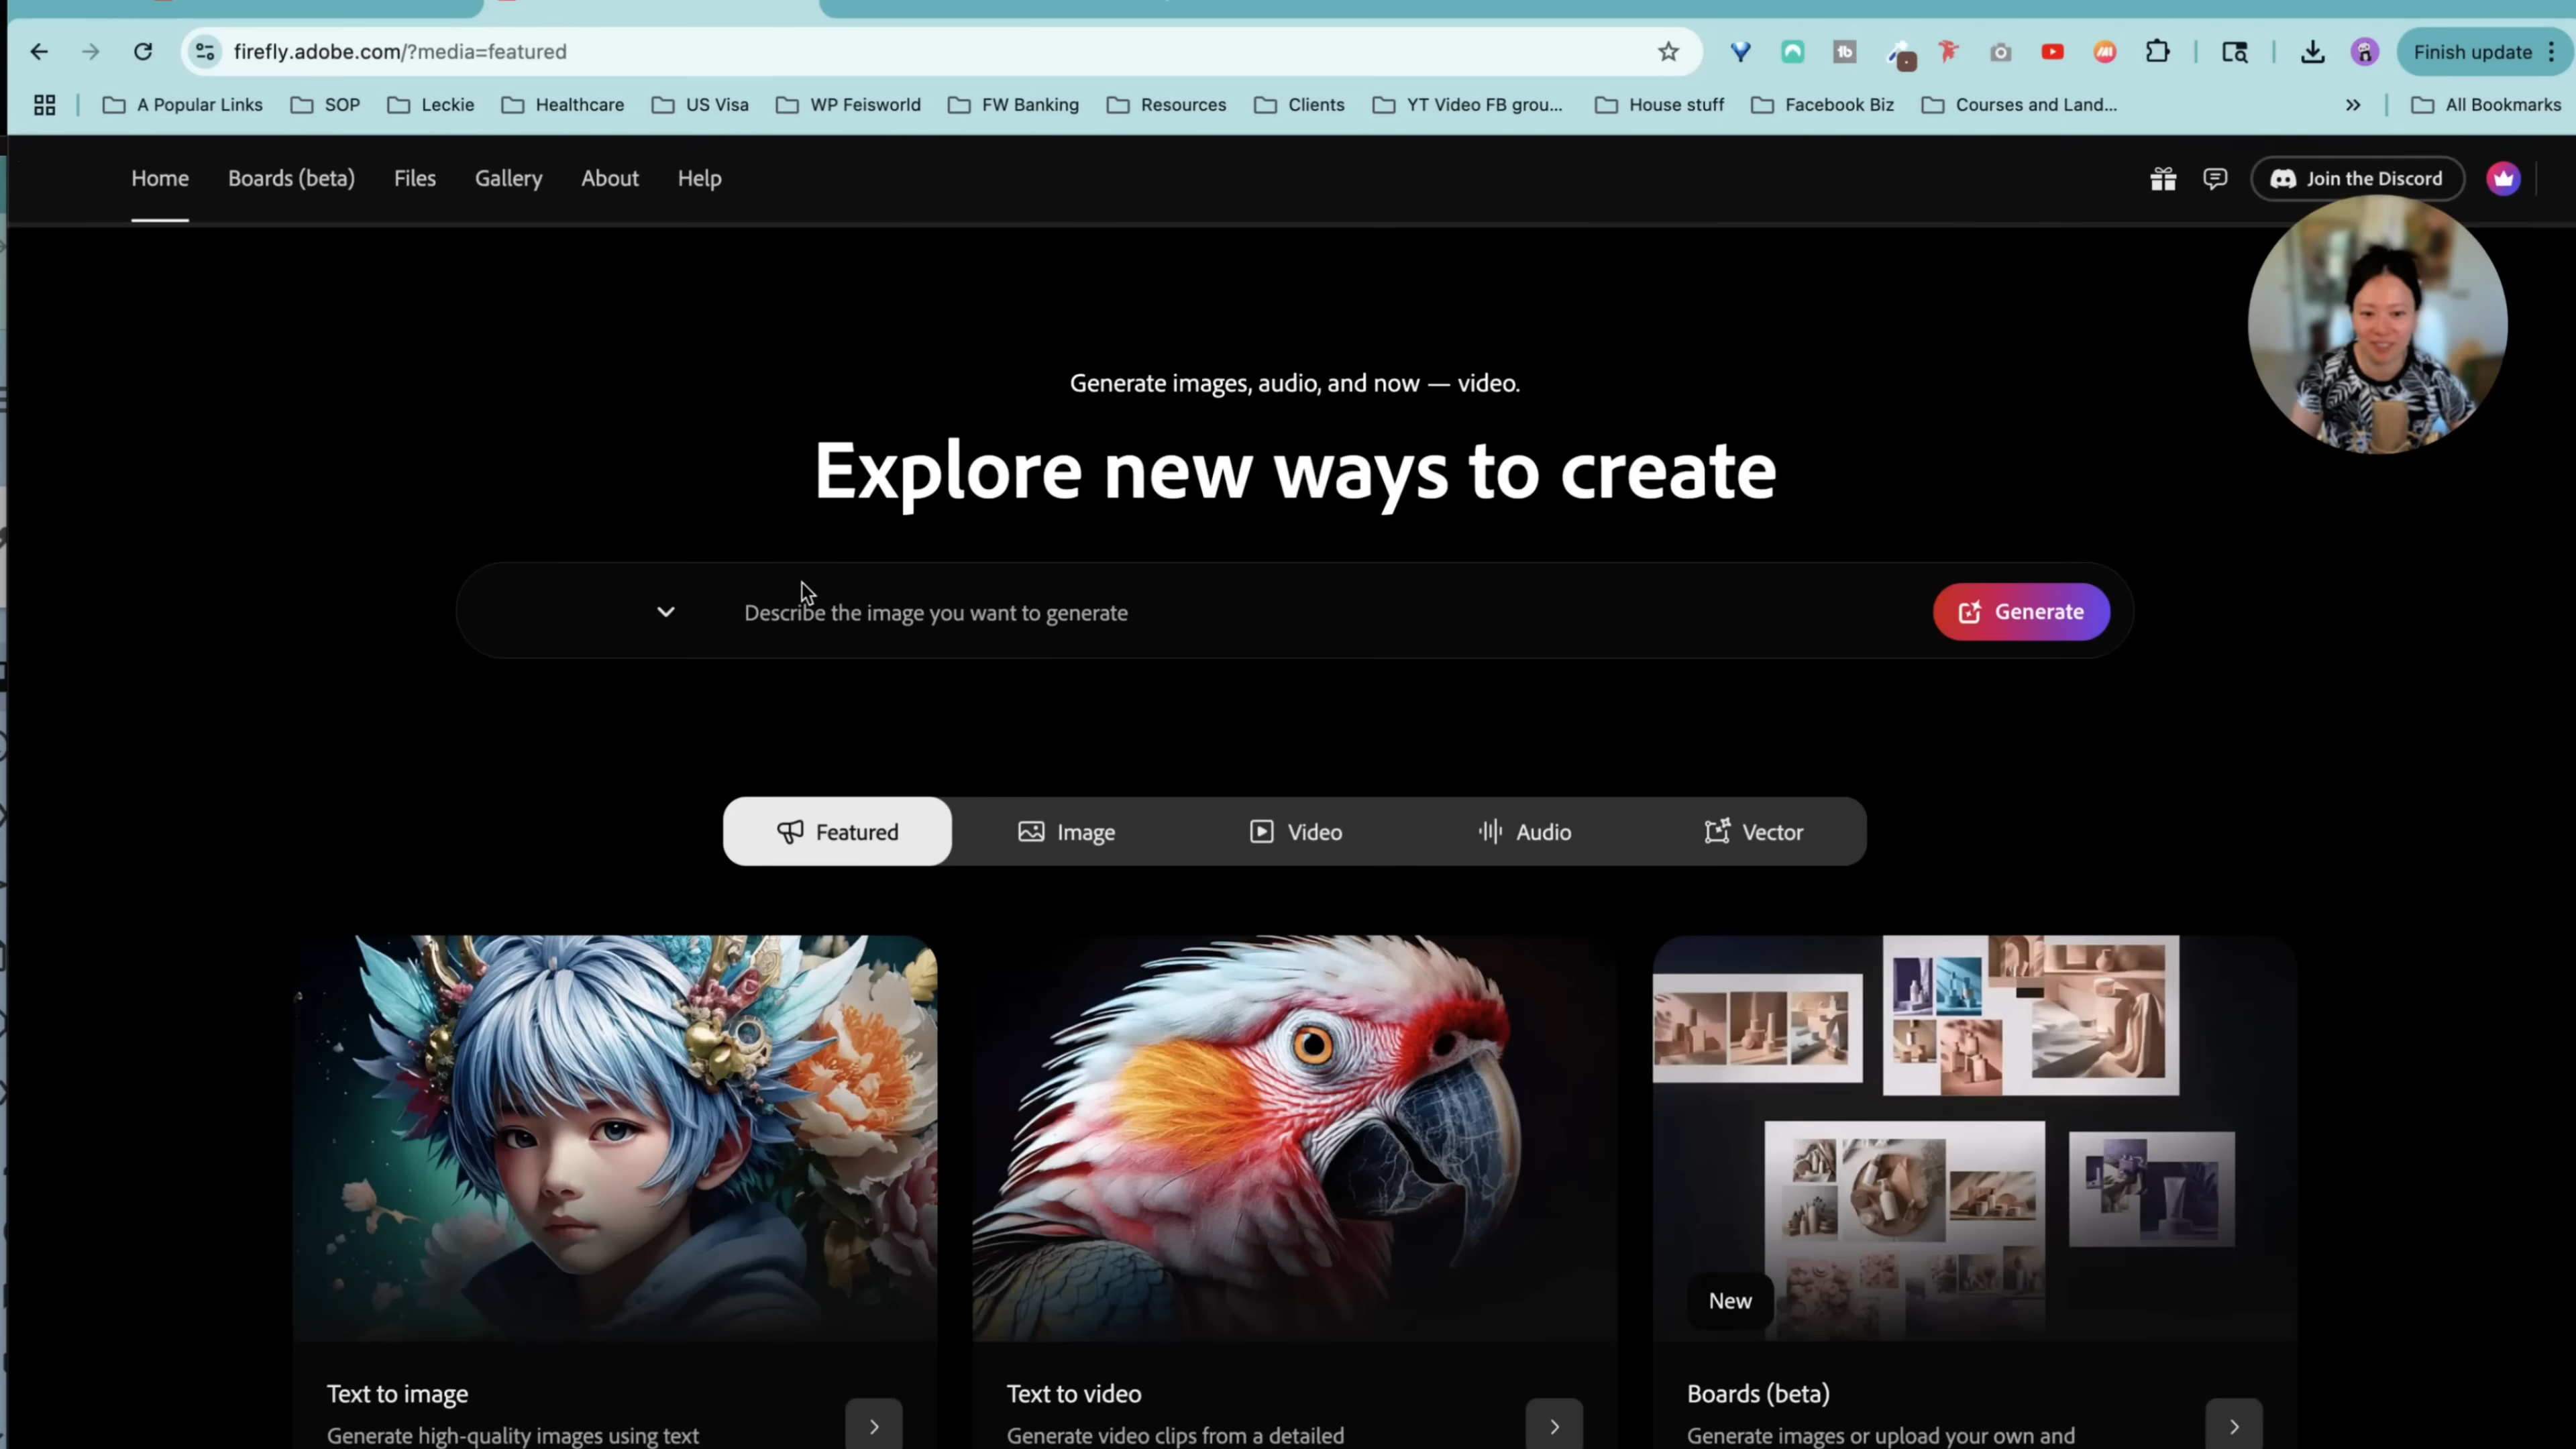 firefly.adobe.com/?media=featured
Finish update
A Popular Links
SOP
Leckie
Healthcare
US Visa
WP Feisworld
FW Banking
Resources
Clients
YT Video FB grou...
House stuff
Facebook Biz
Courses and Land...
All Bookmarks
Home
Boards (beta)
Files
Gallery
About
Help
Join the Discord
Generate images, audio, and now — video.
Explore new ways to create
Describe the image you want to generate
Generate
Featured
Image
Video
Audio
Vector
New
Text to image
Generate high-quality images using text
Text to video
Generate video clips from a detailed
Boards (beta)
Generate images or upload your own and